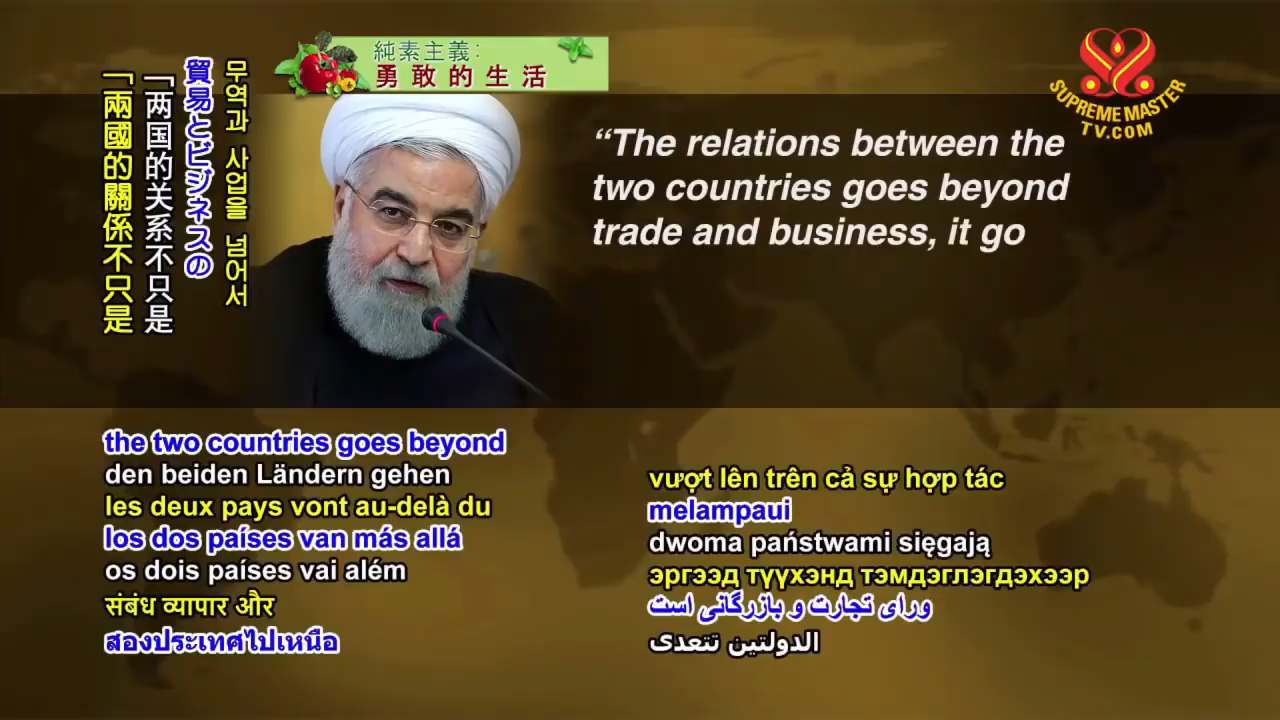 純素主義:
勇敢的生活
SUPREME MASTER
TV.COM
무역과 사업을 넘어서
貿易とビジネスの
「两国的关系不只是
「兩國的關係不只是
“The relations between the
two countries goes beyond
trade and business, it go
the two countries goes beyond
den beiden Ländern gehen
les deux pays vont au-delà du
los dos países van más allá
os dois países vai além
संबंध व्यापार और
สองประเทศไปเหนือ
vượt lên trên cả sự hợp tác
melampaui
dwoma państwami sięgają
эргээд түүхэнд тэмдэглэгдэхээр
ورای تجارت و بازرگانی است
الدولتين تتعدى